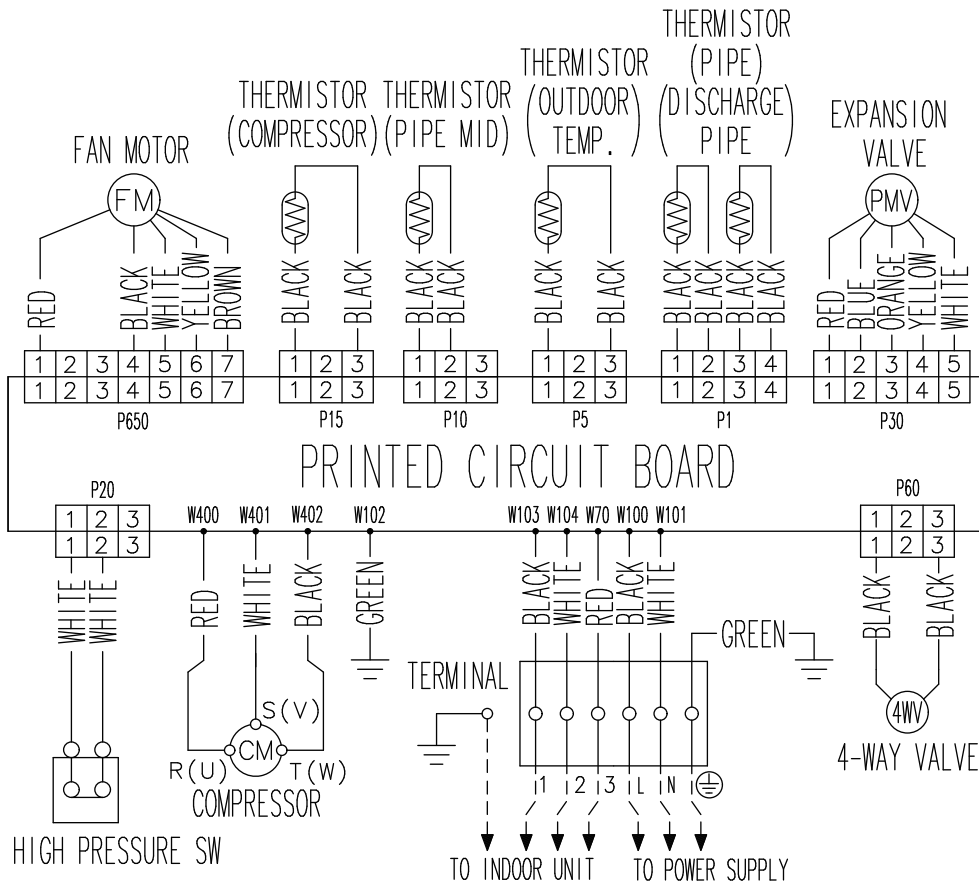 THERMISTOR
(PIPE)
(DISCHARGE)
PIPE
THERMISTOR
(OUTDOOR)
TEMP.
THERMISTOR
(COMPRESSOR)
THERMISTOR
(PIPE MID)
EXPANSION
VALVE
FAN MOTOR
FM
PMV
RED
BLACK
WHITE
YELLOW
BROWN
BLACK
BLACK
BLACK
BLACK
BLACK
BLACK
BLACK
BLACK
BLACK
BLACK
RED
BLUE
ORANGE
YELLOW
WHITE
1 2 3 4 5 6 7
1 2 3 4 5 6 7
P650
1 2 3
1 2 3
P15
1 2 3
1 2 3
P10
1 2 3
1 2 3
P5
1 2 3 4
1 2 3 4
P1
1 2 3 4 5
1 2 3 4 5
P30
PRINTED CIRCUIT BOARD
P20
1 2 3
1 2 3
W400 W401 W402 W102
W103 W104 W70 W100 W101
P60
1 2 3
1 2 3
WHITE
WHITE
RED
WHITE
BLACK
GREEN
BLACK
WHITE
RED
BLACK
WHITE
GREEN
BLACK
BLACK
TERMINAL
S(V)
CM
R(U)
T(W)
COMPRESSOR
4WV
4-WAY VALVE
1 2 3 L N
HIGH PRESSURE SW
TO INDOOR UNIT
TO POWER SUPPLY